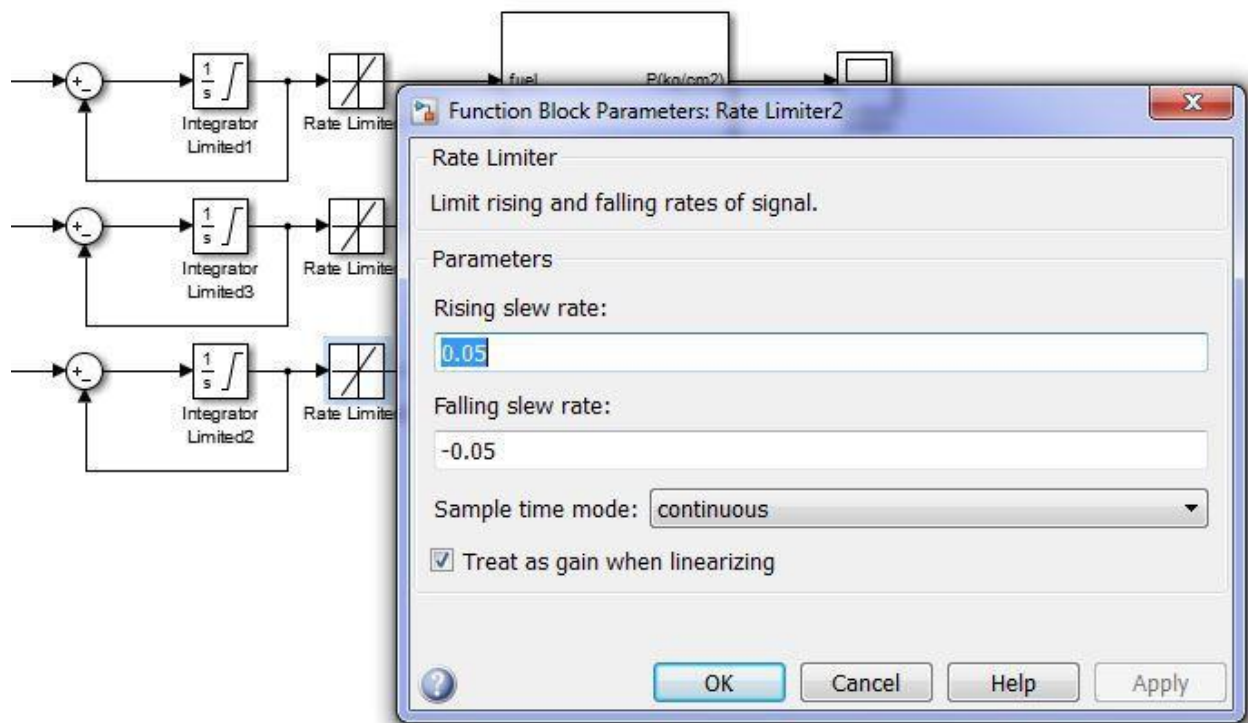 fuel P(kg/cm2)
+
-
1
s
Integrator
Limited1
Rate Limiter
+
-
1
s
Integrator
Limited3
Rate Limite
+
-
1
s
Integrator
Limited2
Rate Limite
Function Block Parameters: Rate Limiter2
Rate Limiter
Limit rising and falling rates of signal.
Parameters
Rising slew rate:
0.05
Falling slew rate:
-0.05
Sample time mode: continuous
Treat as gain when linearizing
OK Cancel Help Apply